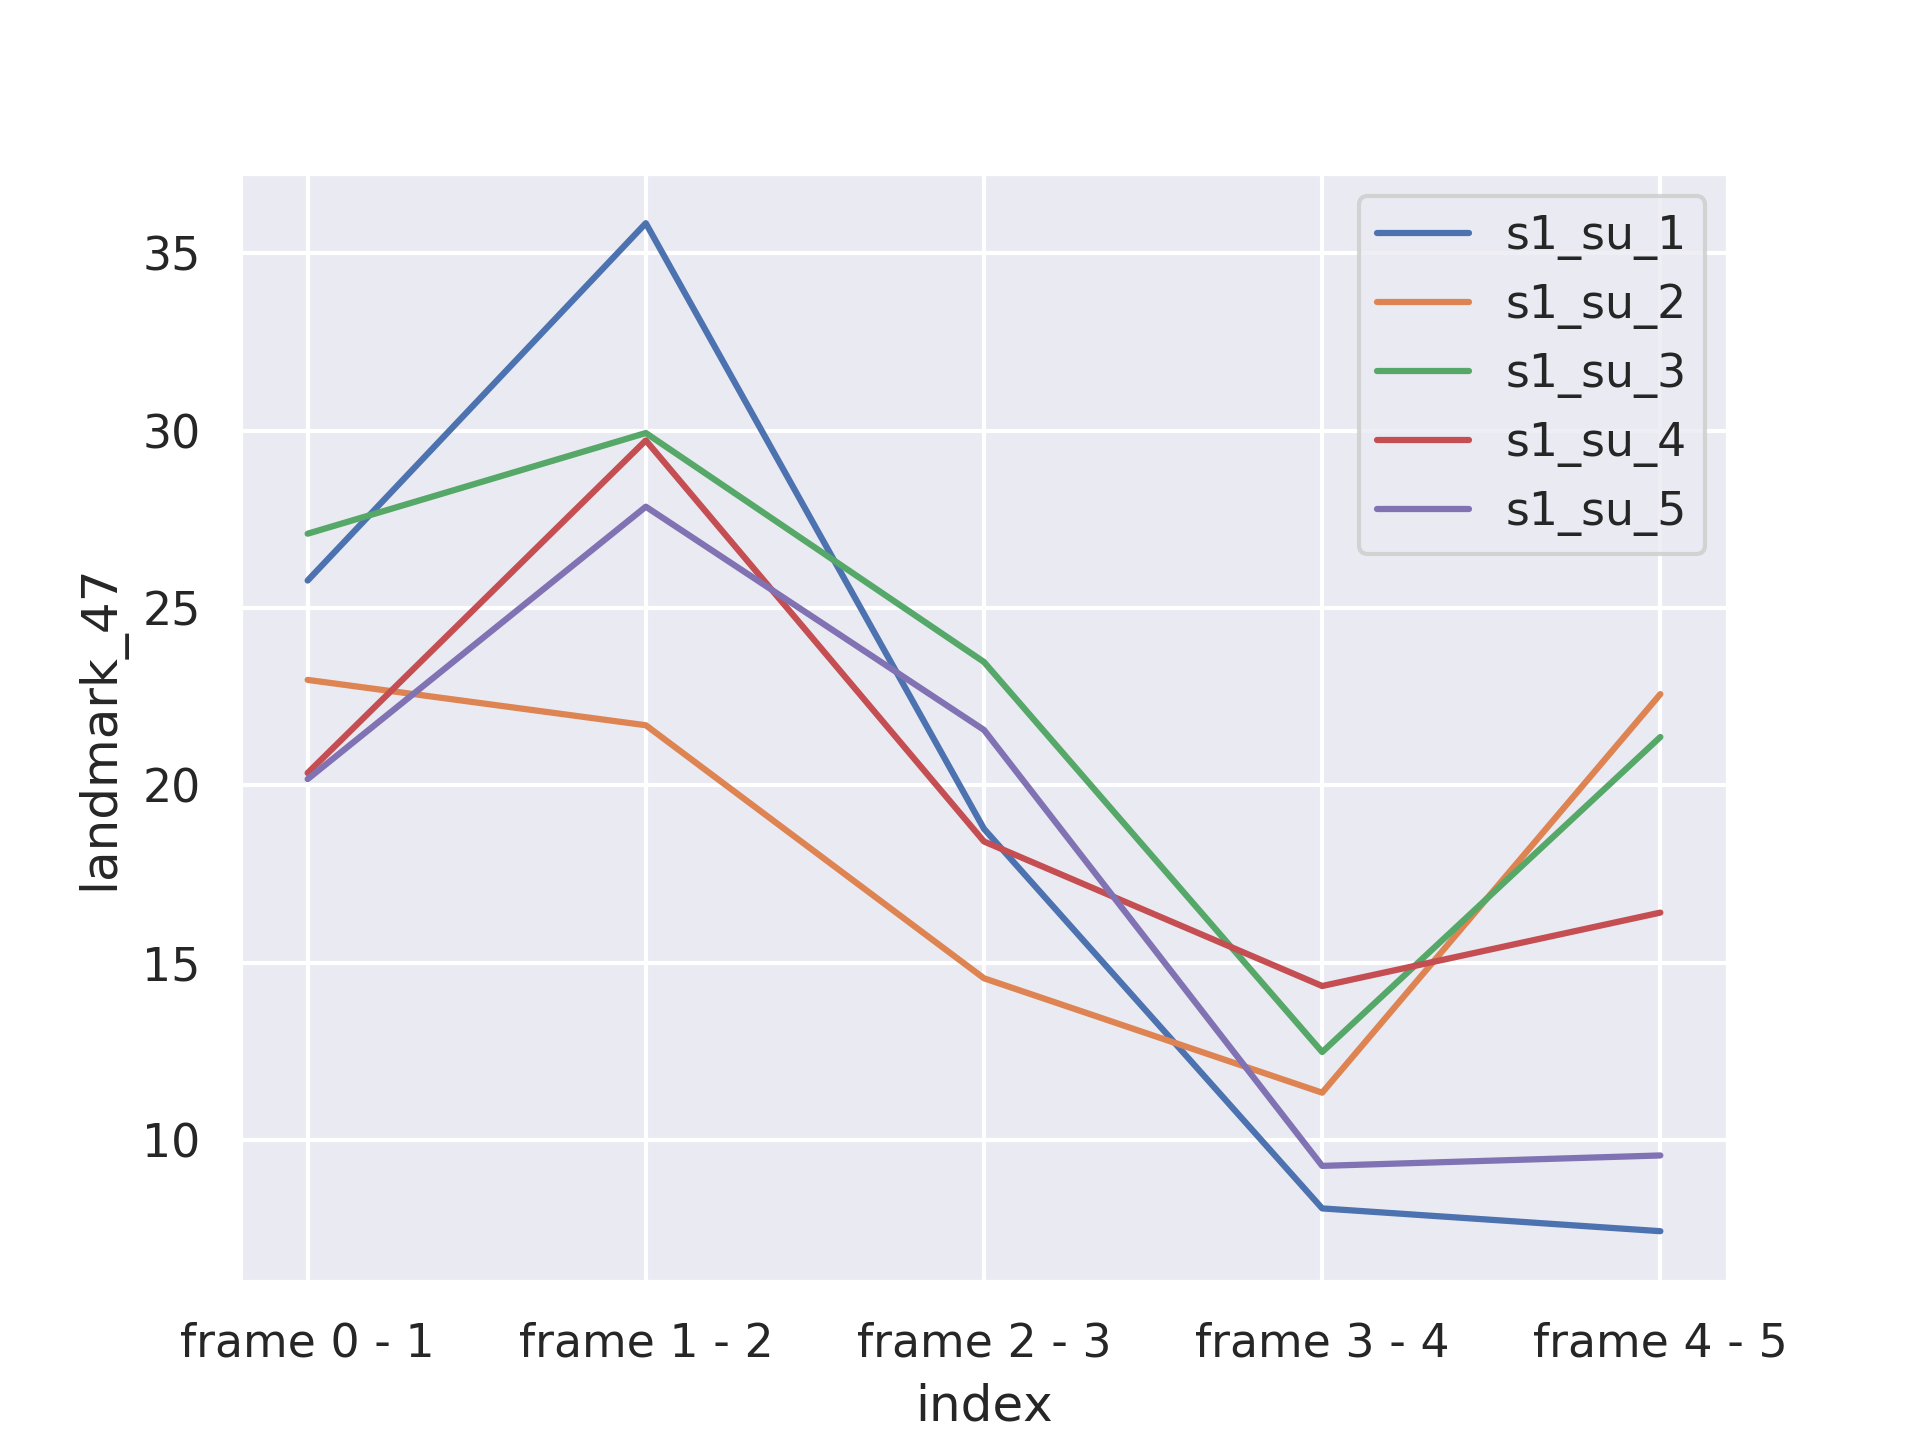 s1_su_1
s1_su_2
s1_su_3
s1_su_4
s1_su_5
35
30
25
20
15
10
landmark_47
frame 0 - 1
frame 1 - 2
frame 2 - 3
frame 3 - 4
frame 4 - 5
index